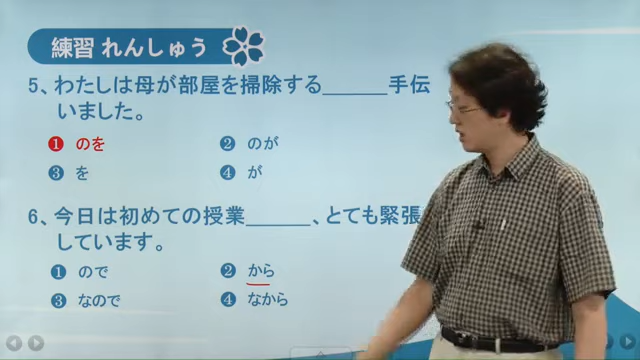 練習 れんしゅう
5、わたしは母が部屋を掃除する______手伝
いました。
❶ のを
❷ のが
❸ を
❹ が
6、今日は初めての授業______、とても緊張
しています。
❶ ので
❷ から
❸ なので
❹ なから